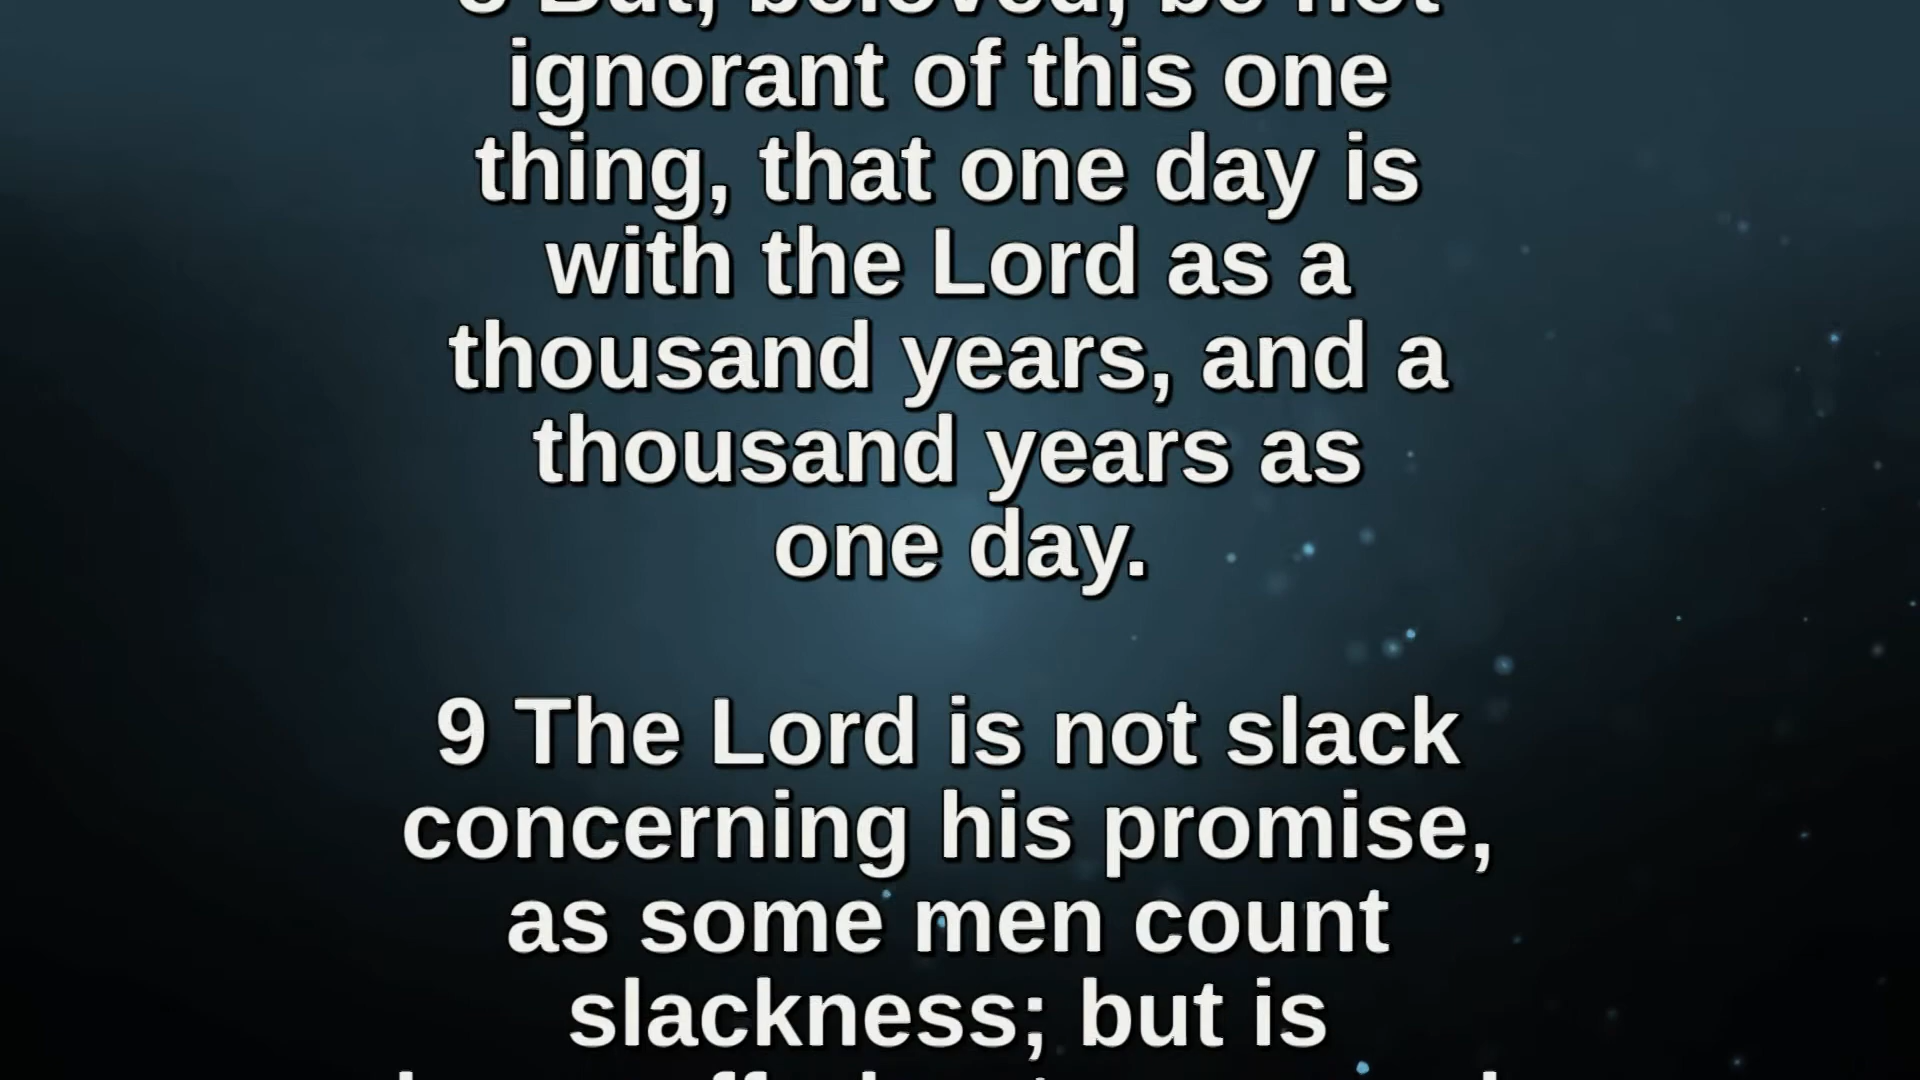 8 But, beloved, be not
ignorant of this one
thing, that one day is
with the Lord as a
thousand years, and a
thousand years as
one day.
9 The Lord is not slack
concerning his promise,
as some men count
slackness; but is